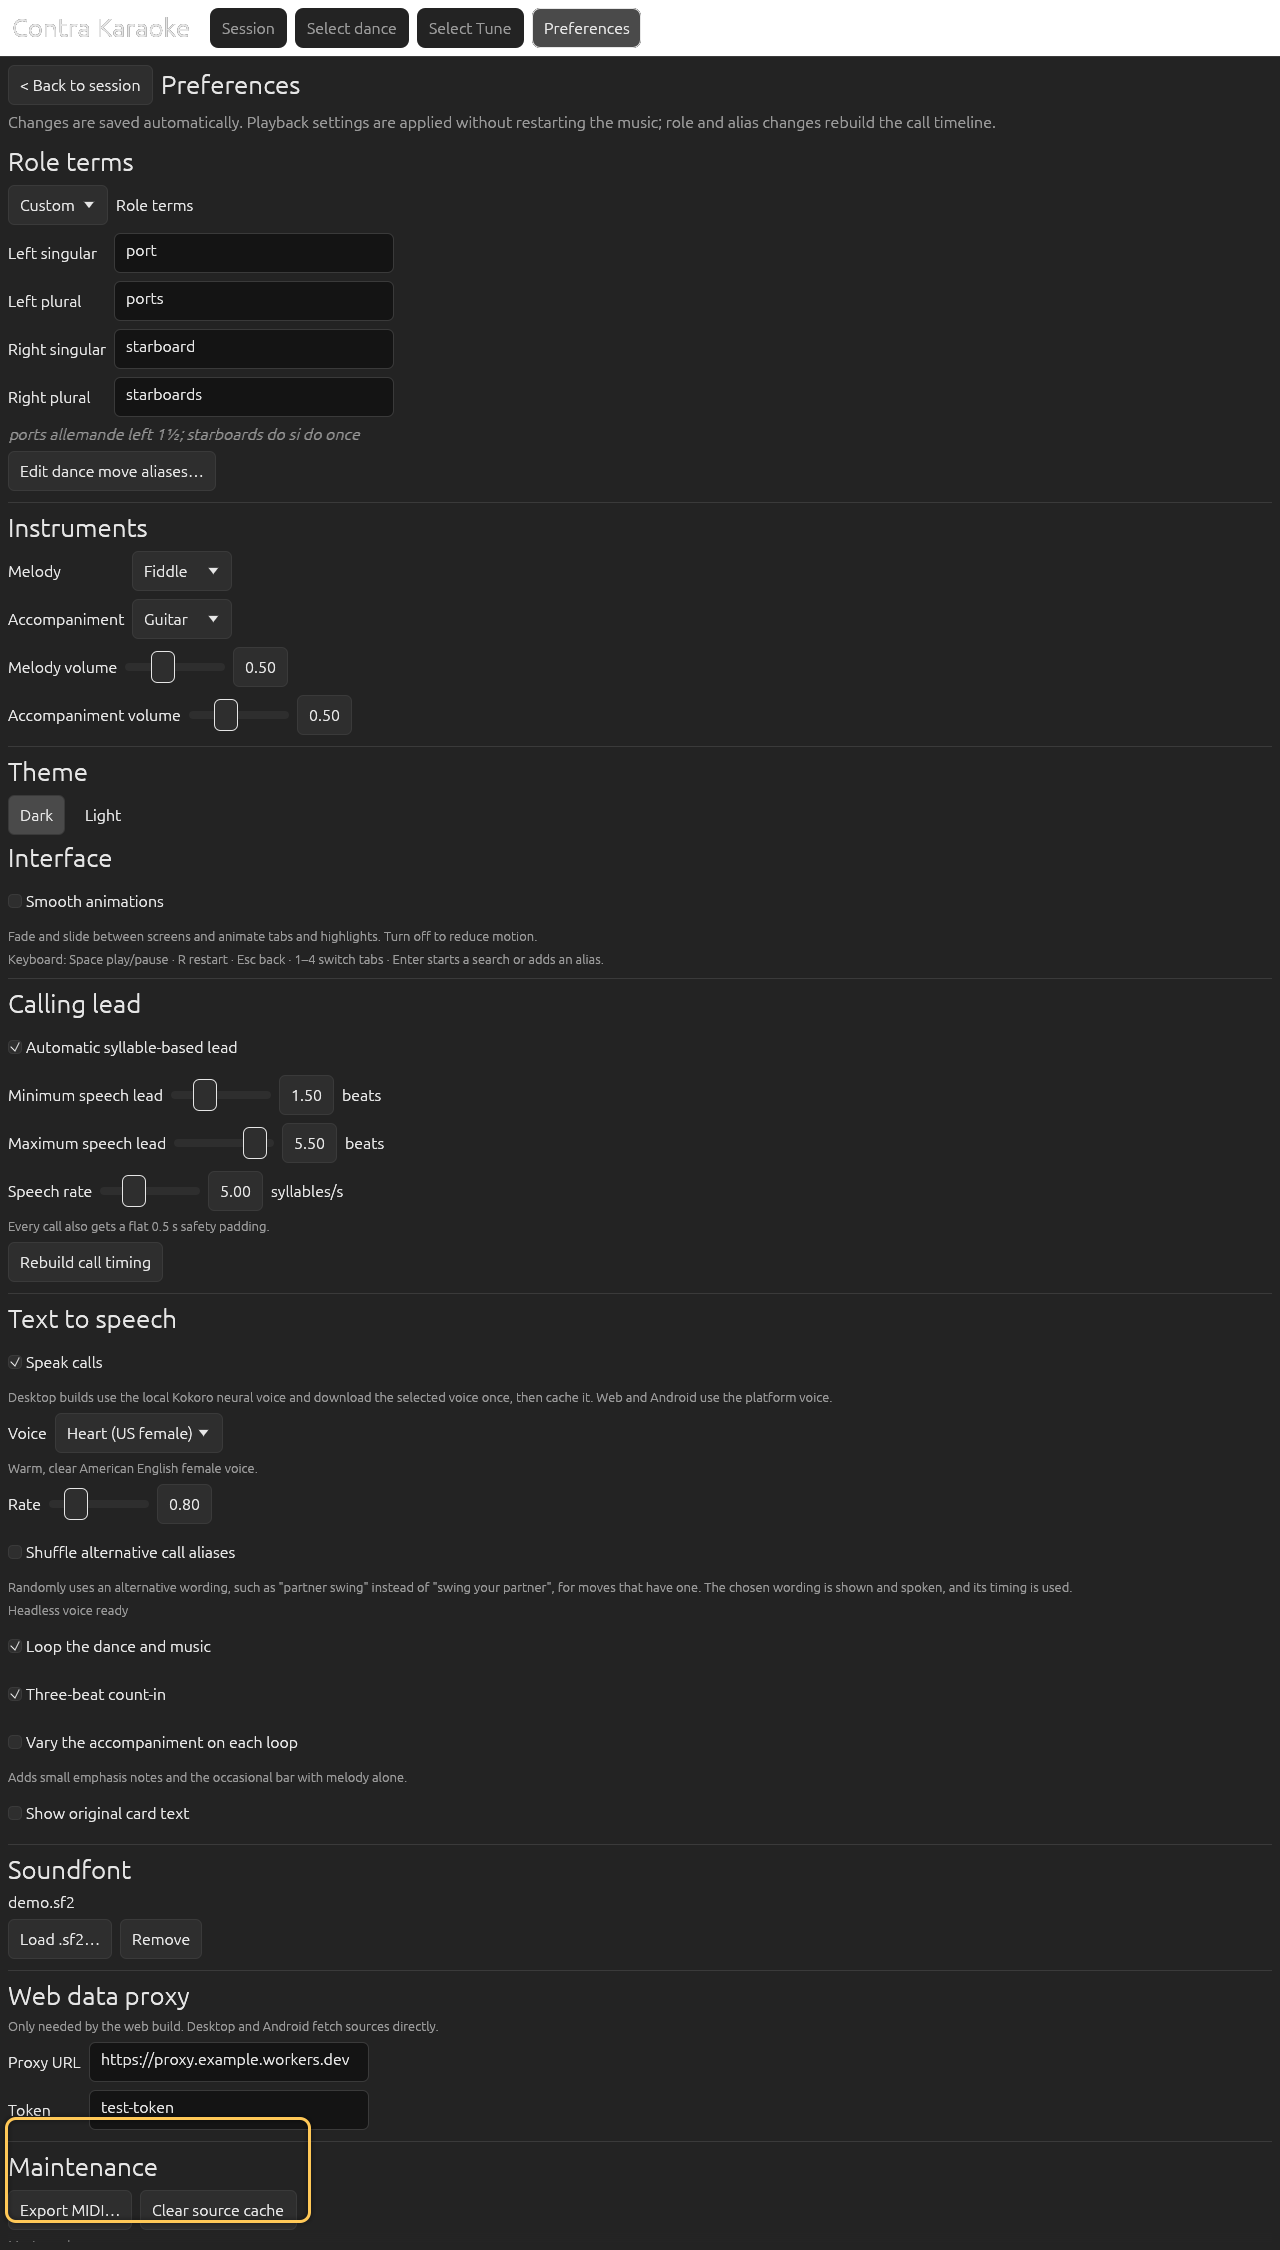 Contra Karaoke Session Select dance Select Tune Preferences
< Back to session Preferences
Changes are saved automatically. Playback settings are applied without restarting the music; role and alias changes rebuild the call timeline.
Role terms
Custom Role terms
Left singular port
Left plural ports
Right singular starboard
Right plural starboards
ports allemande left 1½; starboards do si do once
Edit dance move aliases…
Instruments
Melody Fiddle
Accompaniment Guitar
Melody volume 0.50
Accompaniment volume 0.50
Theme
Dark Light
Interface
Smooth animations
Fade and slide between screens and animate tabs and highlights. Turn off to reduce motion.
Keyboard: Space play/pause · R restart · Esc back · 1–4 switch tabs · Enter starts a search or adds an alias.
Calling lead
Automatic syllable-based lead
Minimum speech lead 1.50 beats
Maximum speech lead 5.50 beats
Speech rate 5.00 syllables/s
Every call also gets a flat 0.5 s safety padding.
Rebuild call timing
Text to speech
Speak calls
Desktop builds use the local Kokoro neural voice and download the selected voice once, then cache it. Web and Android use the platform voice.
Voice Heart (US female)
Warm, clear American English female voice.
Rate 0.80
Shuffle alternative call aliases
Randomly uses an alternative wording, such as "partner swing" instead of "swing your partner", for moves that have one. The chosen wording is shown and spoken, and its timing is used.
Headless voice ready
Loop the dance and music
Three-beat count-in
Vary the accompaniment on each loop
Adds small emphasis notes and the occasional bar with melody alone.
Show original card text
Soundfont
demo.sf2
Load .sf2… Remove
Web data proxy
Only needed by the web build. Desktop and Android fetch sources directly.
Proxy URL https://proxy.example.workers.dev
Token test-token
Maintenance
Export MIDI… Clear source cache